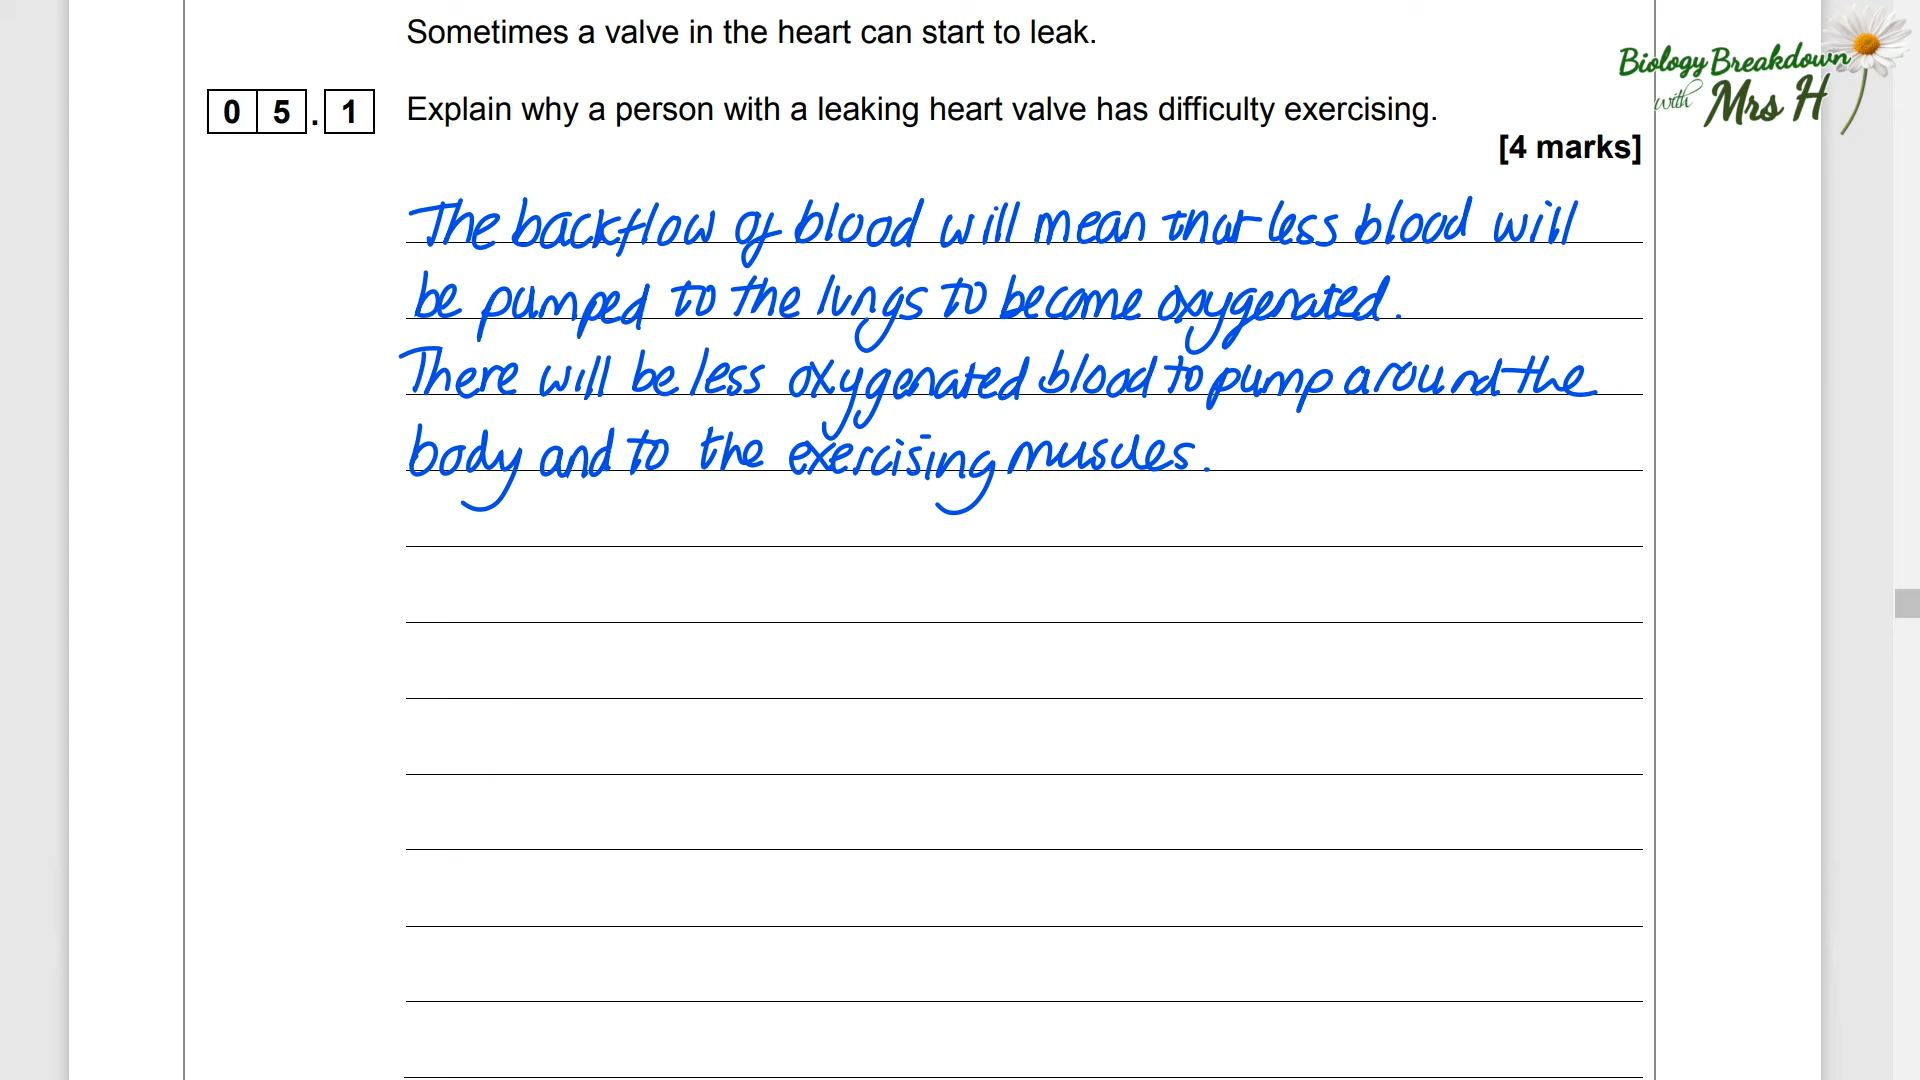 Sometimes a valve in the heart can start to leak.
Biology Breakdown
with Mrs H
0 5 . 1 Explain why a person with a leaking heart valve has difficulty exercising.
[4 marks]
The backflow of blood will mean that less blood will
be pumped to the lungs to become oxygenated.
There will be less oxygenated blood to pump around the
body and to the exercising muscles.